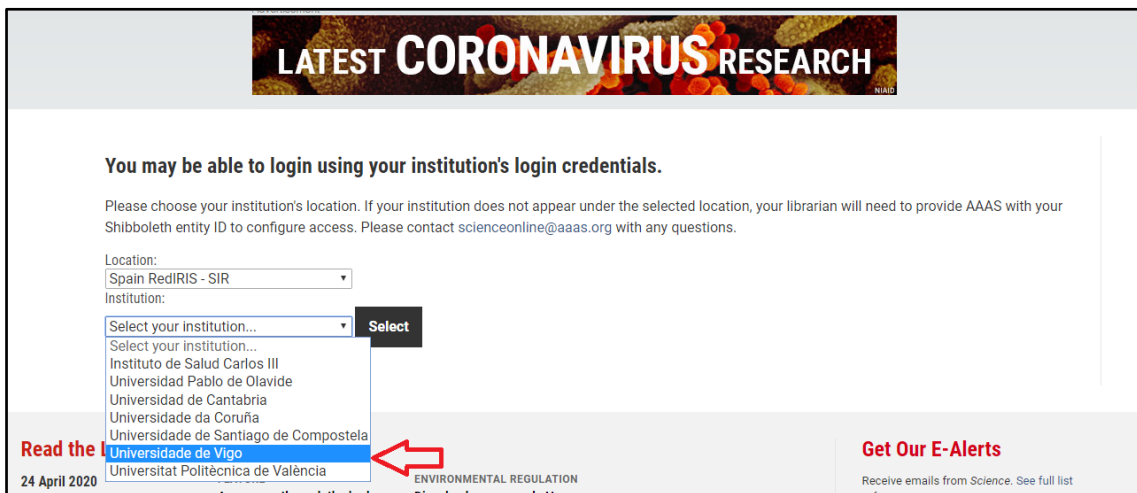 LATEST CORONAVIRUS RESEARCH
NIAID
You may be able to login using your institution's login credentials.
Please choose your institution's location. If your institution does not appear under the selected location, your librarian will need to provide AAAS with your
Shibboleth entity ID to configure access. Please contact scienceonline@aaas.org with any questions.
Location:
Spain RedIRIS - SIR
Institution:
Select your institution...
Select
Select your institution...
Instituto de Salud Carlos III
Universidad Pablo de Olavide
Universidad de Cantabria
Universidade da Coruña
Universidade de Santiago de Compostela
Universidade de Vigo
Universitat Politècnica de València
Read the
24 April 2020
ENVIRONMENTAL REGULATION
Get Our E-Alerts
Receive emails from Science. See full list